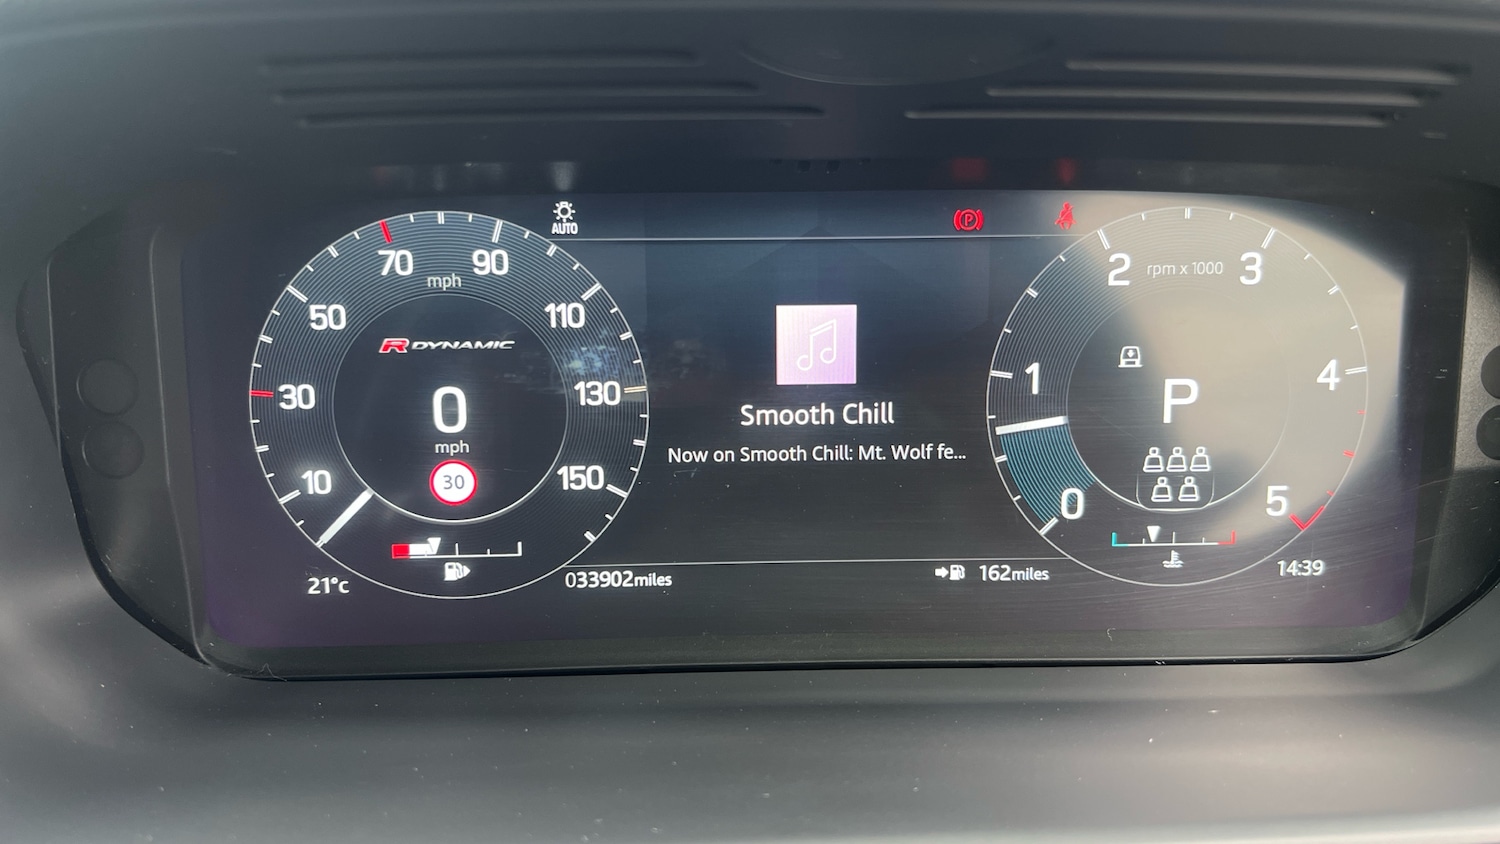 AUTO
P
70
90
mph
50
110
R DYNAMIC
30
130
0
mph
10
150
30
21°c
033902miles
Smooth Chill
Now on Smooth Chill: Mt. Wolf fe...
162miles
2
rpm x 1000
3
1
4
P
0
5
14:39